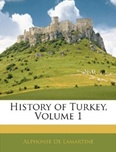 History of Turkey,
Volume 1
Alphonse De Lamartine